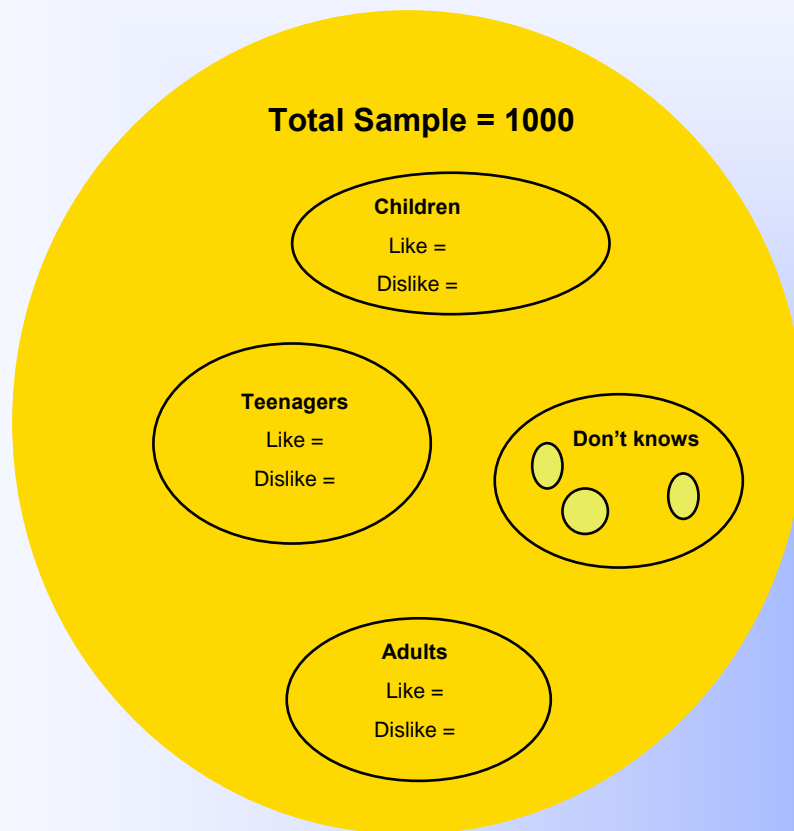 Total Sample = 1000
Children
Like =
Dislike =
Teenagers
Like =
Dislike =
Don’t knows
Adults
Like =
Dislike =